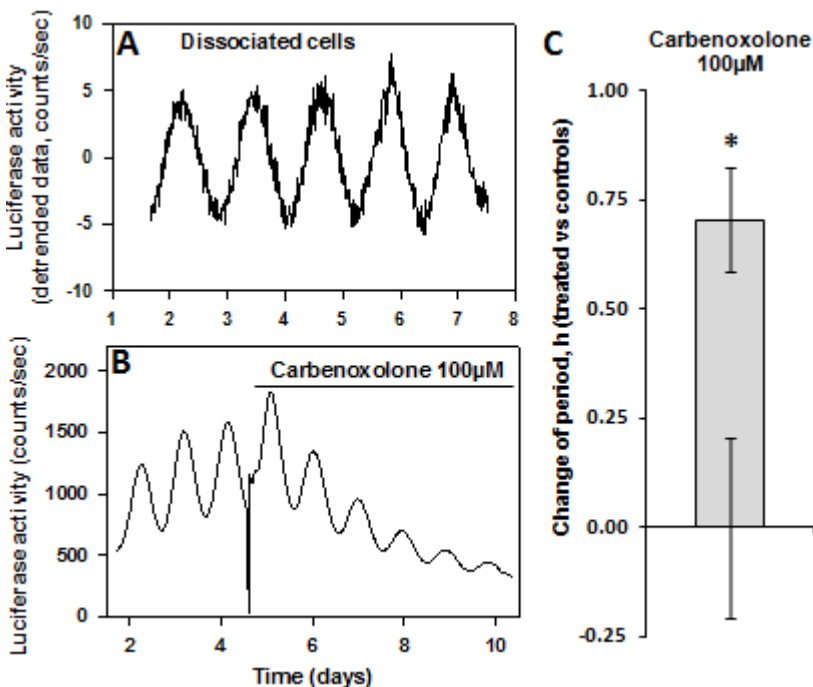 A
Dissociated cells
Luciferase activity
(detrended data, counts/sec)
10
5
0
-5
-10
1 2 3 4 5 6 7 8
B
Carbenoxolone 100µM
Luciferase activity (counts/sec)
2000
1500
1000
500
0
2 4 6 8 10
Time (days)
C
Carbenoxolone
100µM
Change of period, h (treated vs controls)
1.00
0.75
0.50
0.25
0.00
-0.25
*